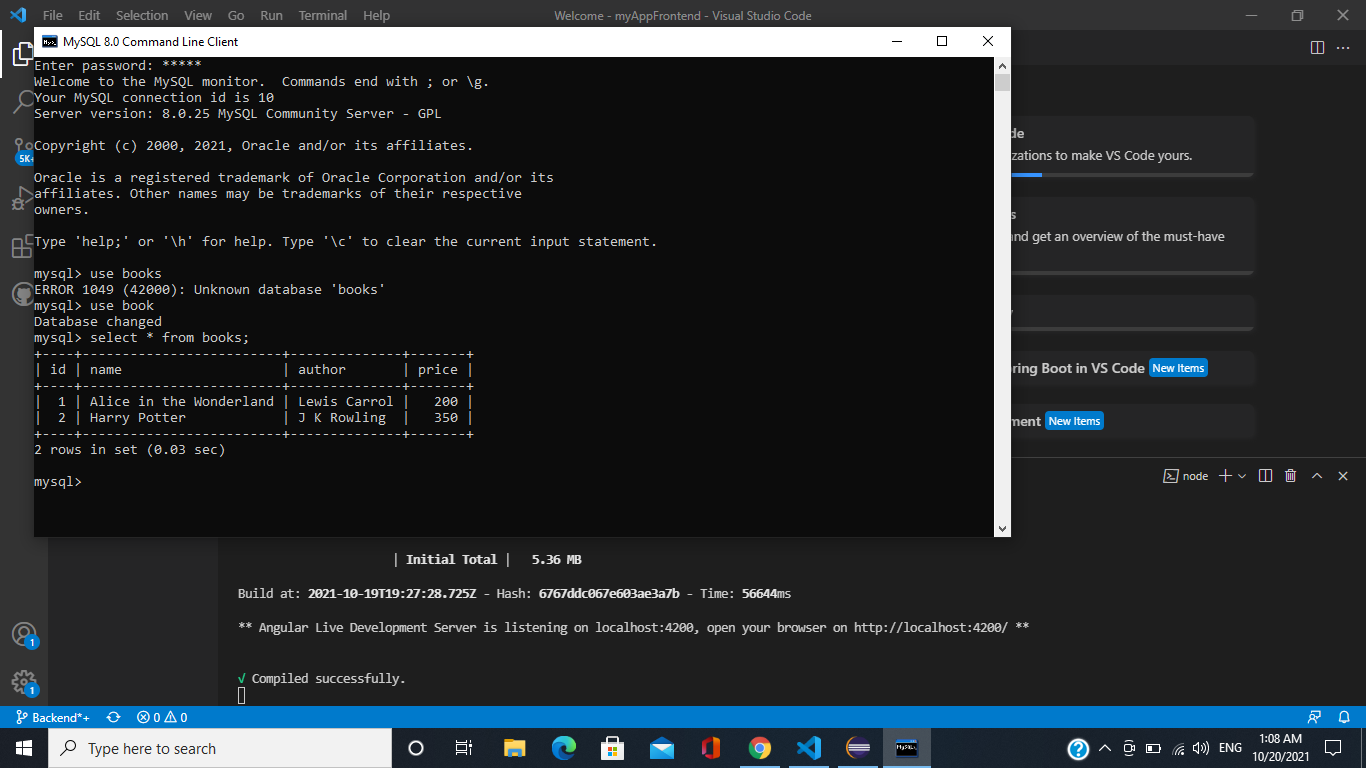 File Edit Selection View Go Run Terminal Help Welcome - myAppFrontend - Visual Studio Code
MySQL 8.0 Command Line Client
Enter password: *****
Welcome to the MySQL monitor.  Commands end with ; or \g.
Your MySQL connection id is 10
Server version: 8.0.25 MySQL Community Server - GPL
Copyright (c) 2000, 2021, Oracle and/or its affiliates.
Oracle is a registered trademark of Oracle Corporation and/or its
affiliates. Other names may be trademarks of their respective
owners.
Type 'help;' or '\h' for help. Type '\c' to clear the current input statement.
mysql> use books
ERROR 1049 (42000): Unknown database 'books'
mysql> use book
Database changed
mysql> select * from books;
+----+------------------------+--------------+-------+
| id | name                   | author       | price |
+----+------------------------+--------------+-------+
|  1 | Alice in the Wonderland | Lewis Carrol |   200 |
|  2 | Harry Potter            | J K Rowling  |   350 |
+----+------------------------+--------------+-------+
2 rows in set (0.03 sec)
mysql>
5K+
de
zations to make VS Code yours.
s
and get an overview of the must-have
y
ring Boot in VS Code New Items
ment New Items
node
| Initial Total |   5.36 MB
Build at: 2021-10-19T19:27:28.725Z - Hash: 6767ddc067e603ae3a7b - Time: 56644ms
** Angular Live Development Server is listening on localhost:4200, open your browser on http://localhost:4200/ **
√ Compiled successfully.
1
1
Backend*+ 0 0
Type here to search
MySQL
ENG
1:08 AM
10/20/2021